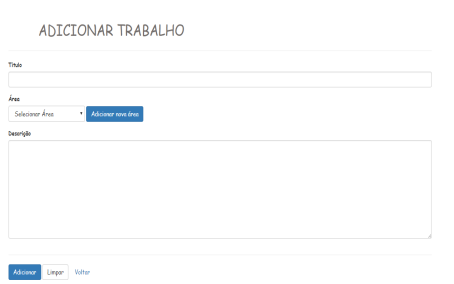 ADICIONAR TRABALHO
Título
Área
Selecionar Área Adicionar nova área
Descrição
Adicionar Limpar Voltar